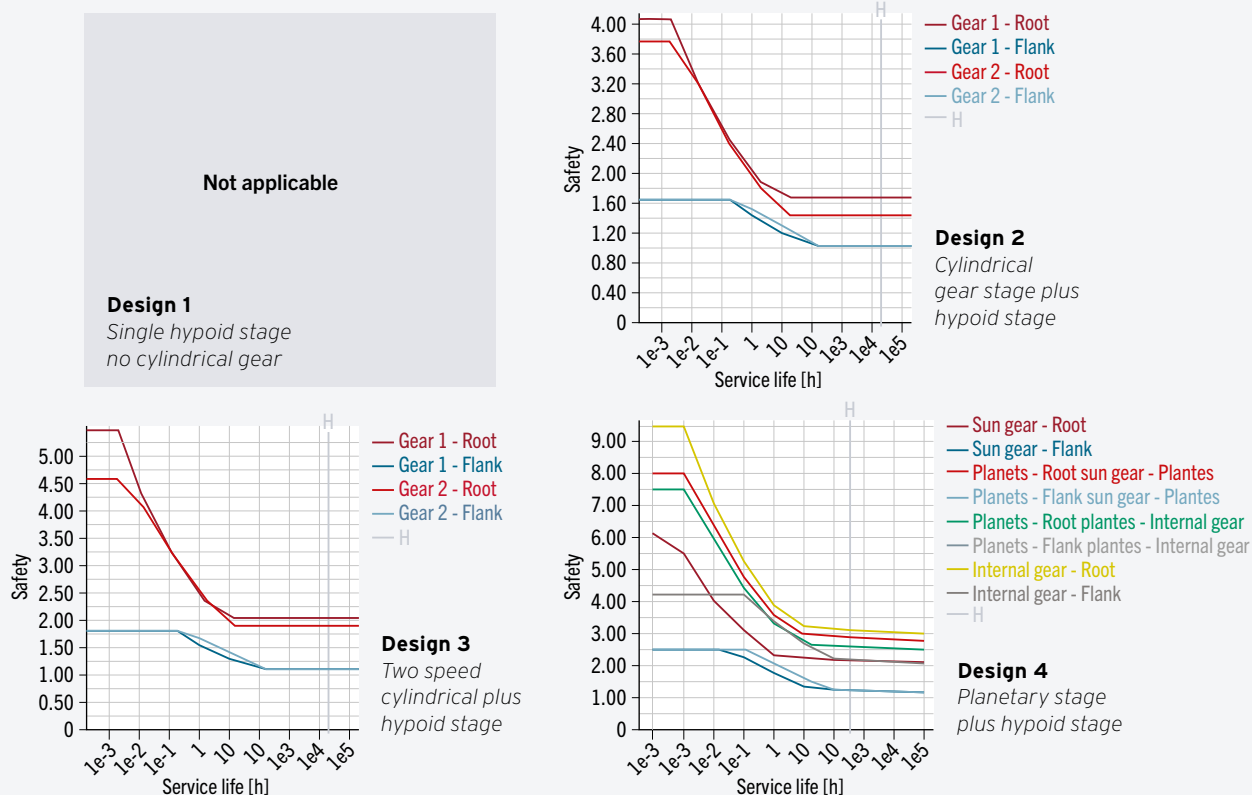 Not applicable
Design 1
Single hypoid stage
no cylindrical gear
H
4.00
3.60
3.20
2.80
2.40
2.00
1.60
1.20
0.80
0.40
0
Safety
1e-3
1e-2
1e-1
1
10
10
1e3
1e4
1e5
Service life [h]
Gear 1 - Root
Gear 1 - Flank
Gear 2 - Root
Gear 2 - Flank
H
Design 2
Cylindrical
gear stage plus
hypoid stage
H
5.00
4.50
4.00
3.50
3.00
2.50
2.00
1.50
1.00
0.50
0
Safety
1e-3
1e-2
1e-1
1
10
10
1e3
1e4
1e5
Service life [h]
Gear 1 - Root
Gear 1 - Flank
Gear 2 - Root
Gear 2 - Flank
H
Design 3
Two speed
cylindrical plus
hypoid stage
H
9.00
8.00
7.00
6.00
5.00
4.00
3.00
2.00
1.00
0
Safety
1e-3
1e-3
1e-2
1e-1
1
10
10
1e3
1e4
1e5
Service life [h]
Sun gear - Root
Sun gear - Flank
Planets - Root sun gear - Plantes
Planets - Flank sun gear - Plantes
Planets - Root plantes - Internal gear
Planets - Flank plantes - Internal gear
Internal gear - Root
Internal gear - Flank
H
Design 4
Planetary stage
plus hypoid stage